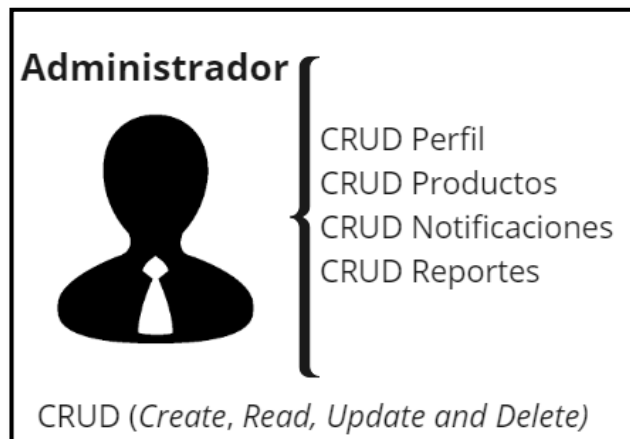 Administrador
CRUD Perfil
CRUD Productos
CRUD Notificaciones
CRUD Reportes
CRUD (Create, Read, Update and Delete)